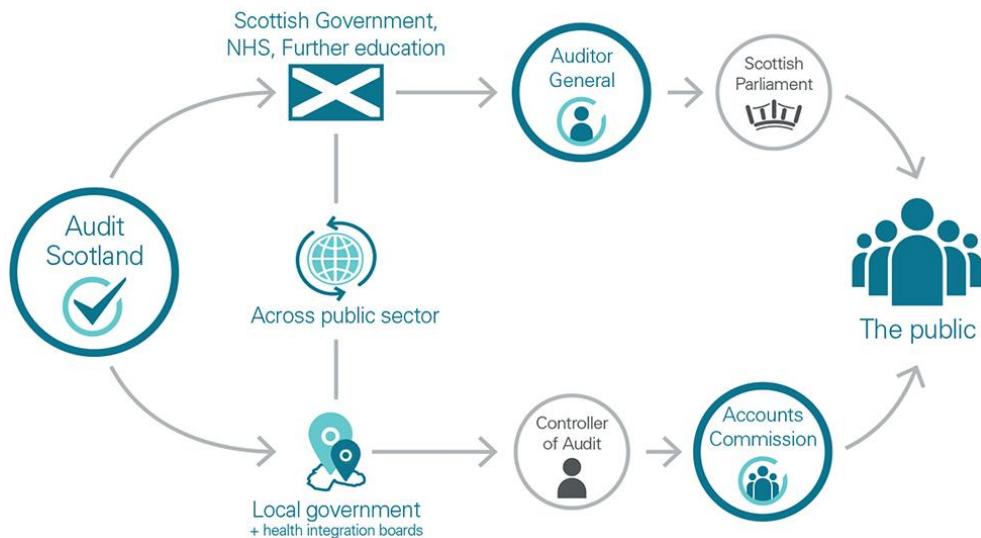 Scottish Government,
NHS, Further education
Auditor
General
Scottish
Parliament
Audit
Scotland
Across public sector
The public
Controller
of Audit
Accounts
Commission
Local government
+ health integration boards